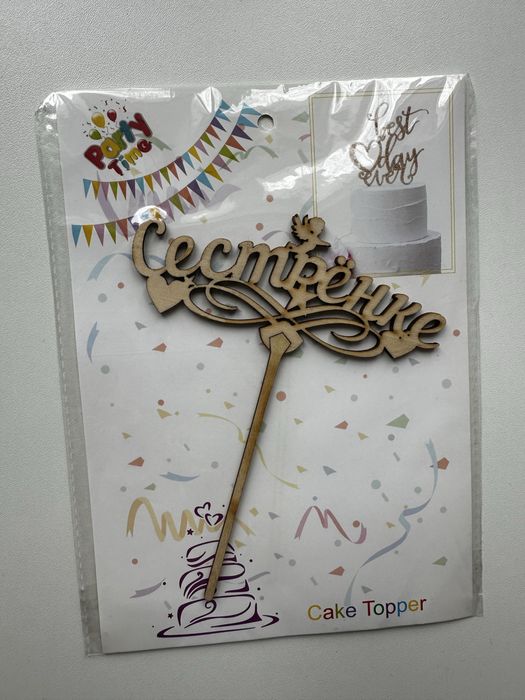 Party
Time
best
day
ever
Сестрёнке
Cake Topper